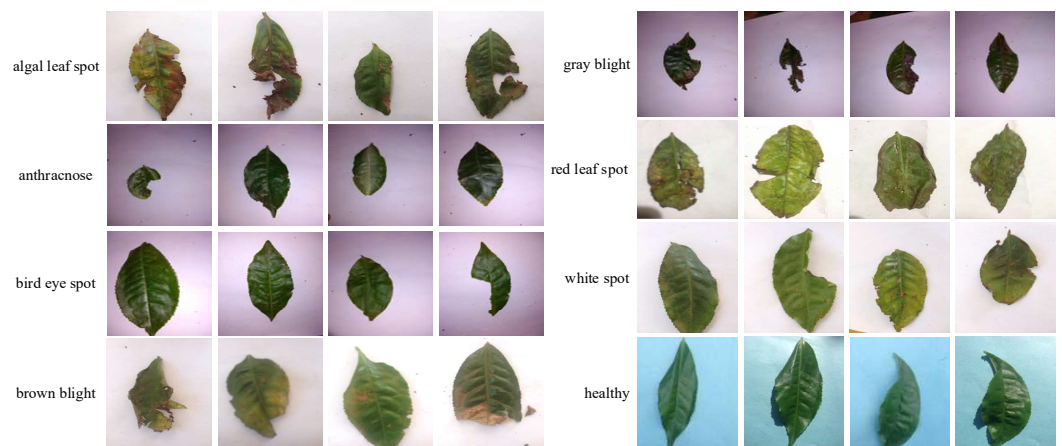 algal leaf spot
anthracnose
bird eye spot
brown blight
gray blight
red leaf spot
white spot
healthy